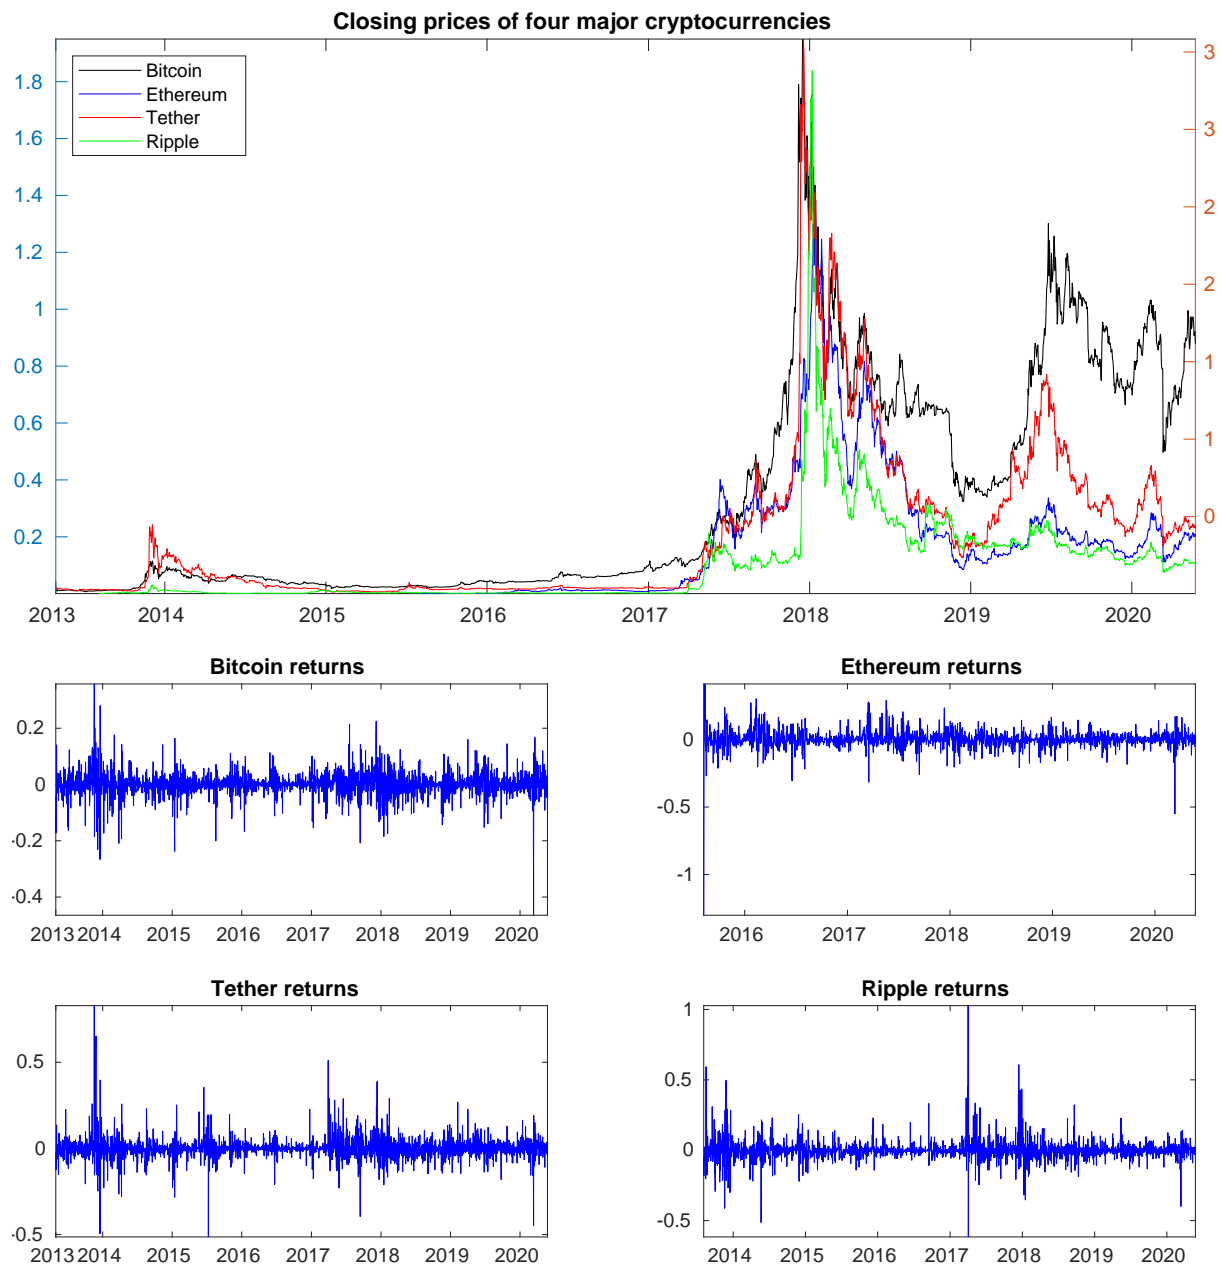 Closing prices of four major cryptocurrencies
Bitcoin
Ethereum
Tether
Ripple
1.8
1.6
1.4
1.2
1
0.8
0.6
0.4
0.2
3
3
2
2
1
1
0
2013 2014 2015 2016 2017 2018 2019 2020
Bitcoin returns
0.2
0
-0.2
-0.4
2013 2014 2015 2016 2017 2018 2019 2020
Ethereum returns
0
-0.5
-1
2016 2017 2018 2019 2020
Tether returns
0.5
0
-0.5
2013 2014 2015 2016 2017 2018 2019 2020
Ripple returns
1
0.5
0
-0.5
2014 2015 2016 2017 2018 2019 2020